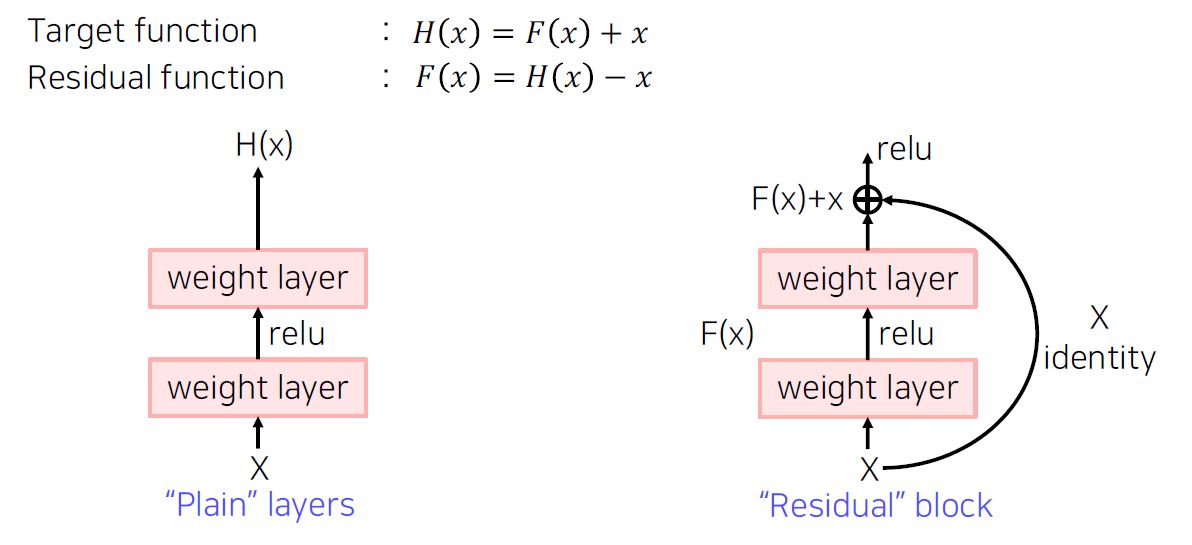 Target function : H(x) = F(x) + x
Residual function : F(x) = H(x) − x
H(x)
weight layer
relu
weight layer
X
“Plain” layers
relu
F(x)+x
weight layer
F(x)
relu
weight layer
X
identity
X
“Residual” block